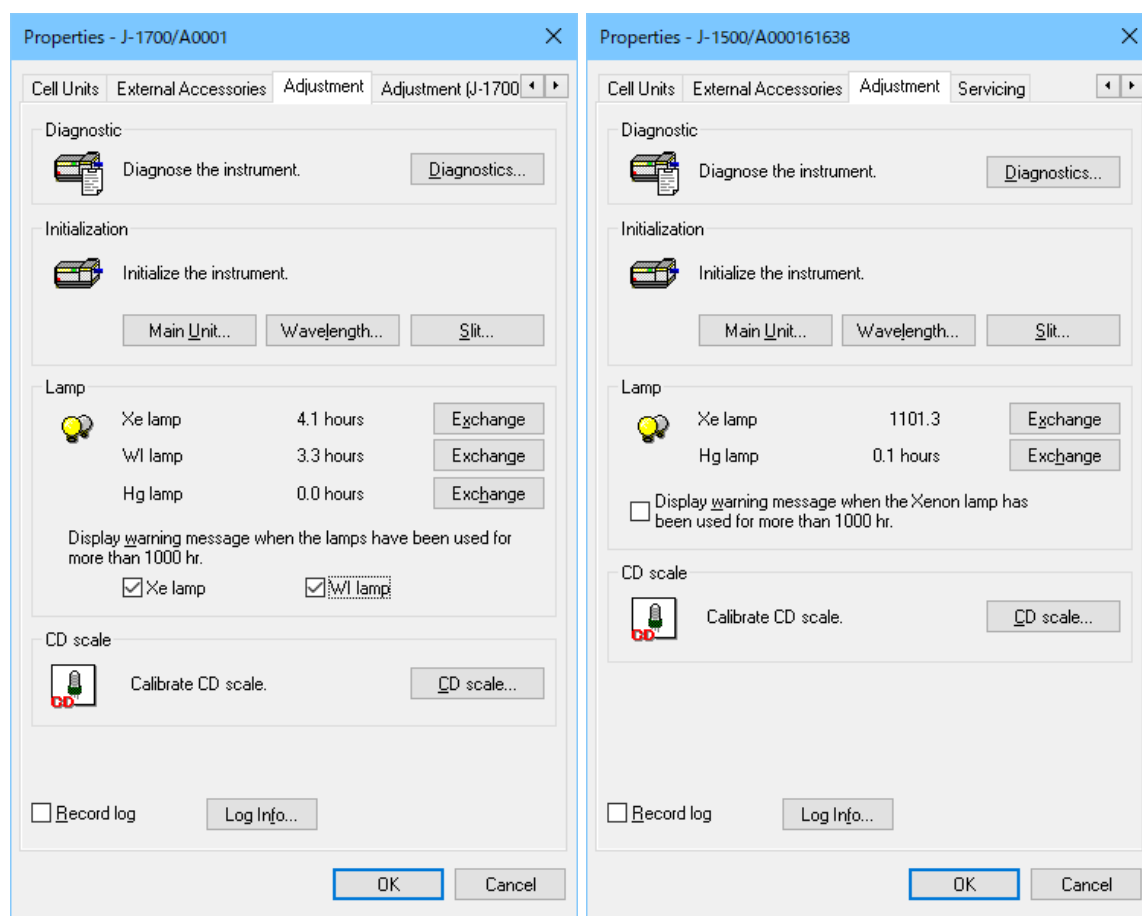 Properties - J-1700/A0001
Cell Units External Accessories Adjustment Adjustment (J-1700
Diagnostic
Diagnose the instrument. Diagnostics...
Initialization
Initialize the instrument.
Main Unit... Wavelength... Slit...
Lamp
Xe lamp 4.1 hours Exchange
WI lamp 3.3 hours Exchange
Hg lamp 0.0 hours Exchange
Display warning message when the lamps have been used for
more than 1000 hr.
Xe lamp WI lamp
CD scale
CD
Calibrate CD scale. CD scale...
Record log Log Info...
OK Cancel
Properties - J-1500/A000161638
Cell Units External Accessories Adjustment Servicing
Diagnostic
Diagnose the instrument. Diagnostics...
Initialization
Initialize the instrument.
Main Unit... Wavelength... Slit...
Lamp
Xe lamp 1101.3 Exchange
Hg lamp 0.1 hours Exchange
Display warning message when the Xenon lamp has
been used for more than 1000 hr.
CD scale
CD
Calibrate CD scale. CD scale...
Record log Log Info...
OK Cancel